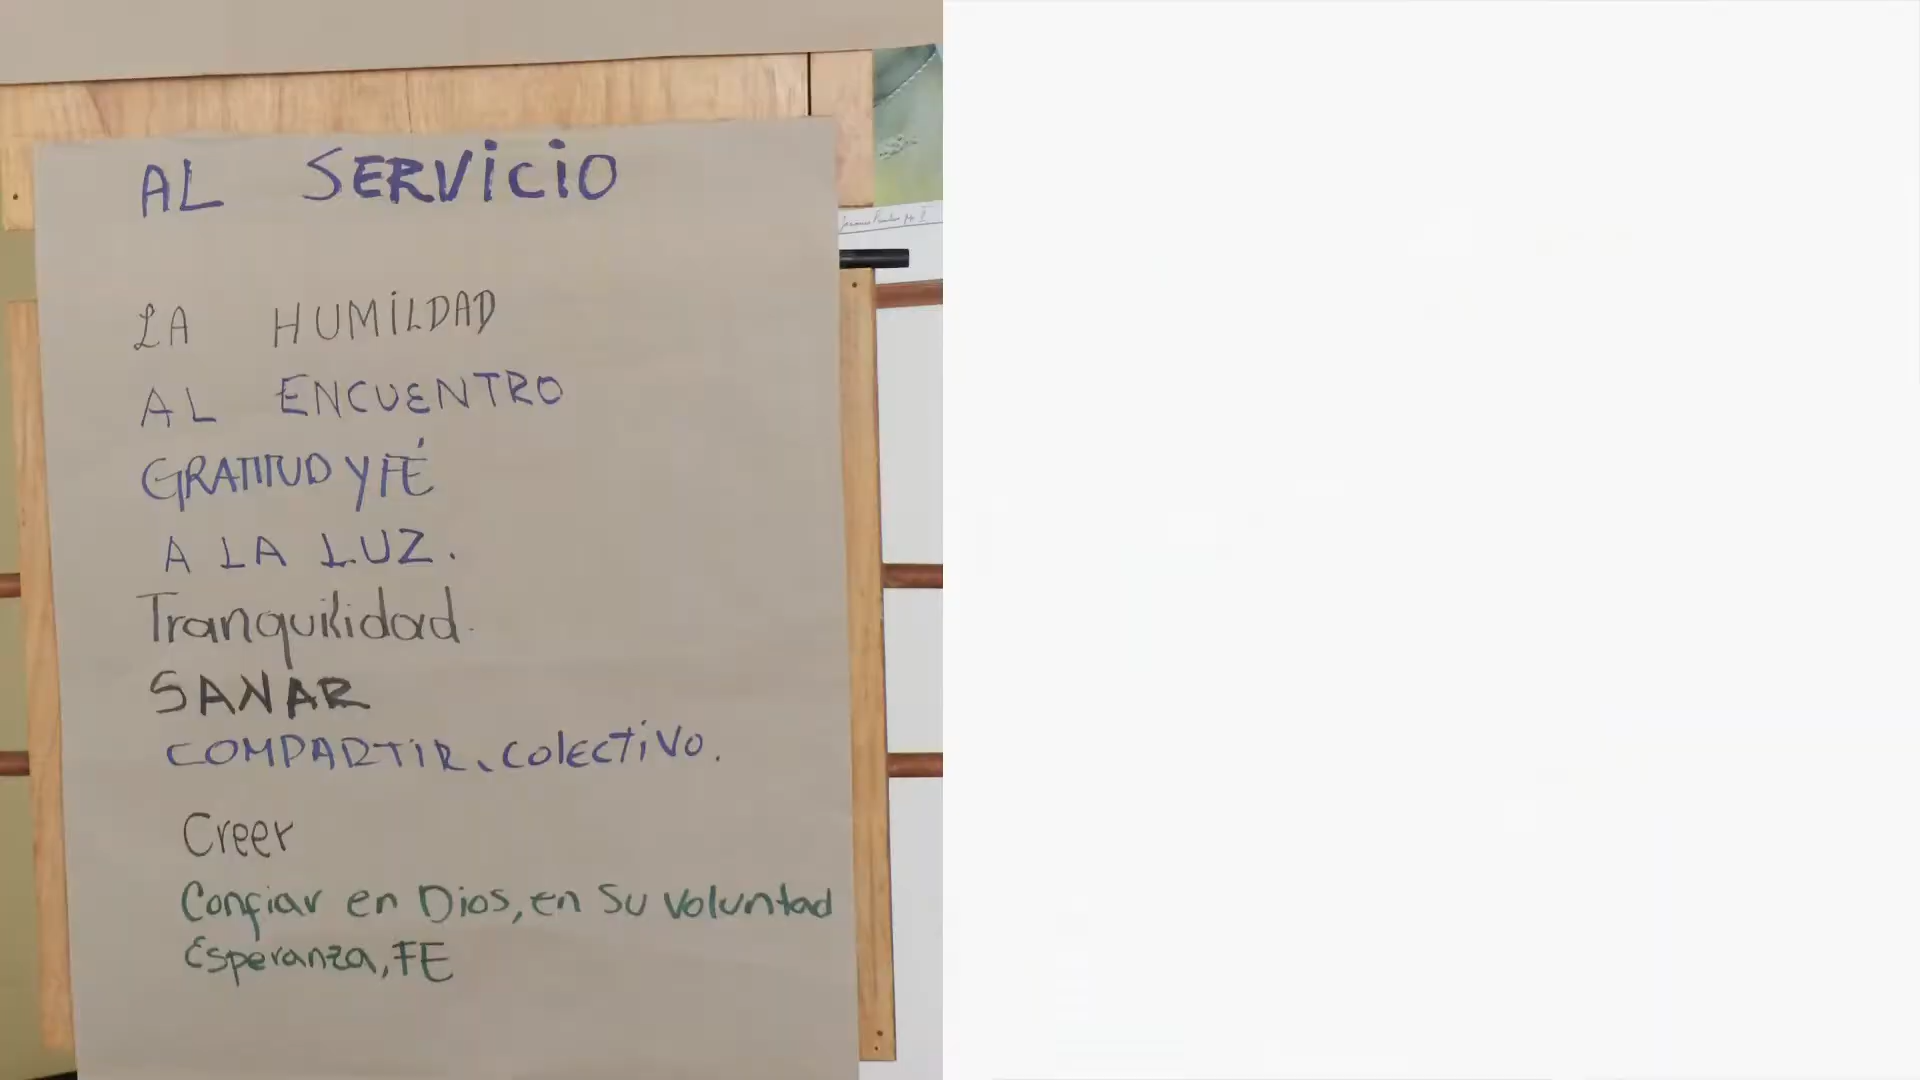 AL SERVICIO
LA HUMILDAD
AL ENCUENTRO
GRATITUD Y FÉ
A LA LUZ.
Tranquilidad.
SANAR
COMPARTIR, COLECTIVO.
Creer
Confiar en Dios, en Su Voluntad
Esperanza, FE